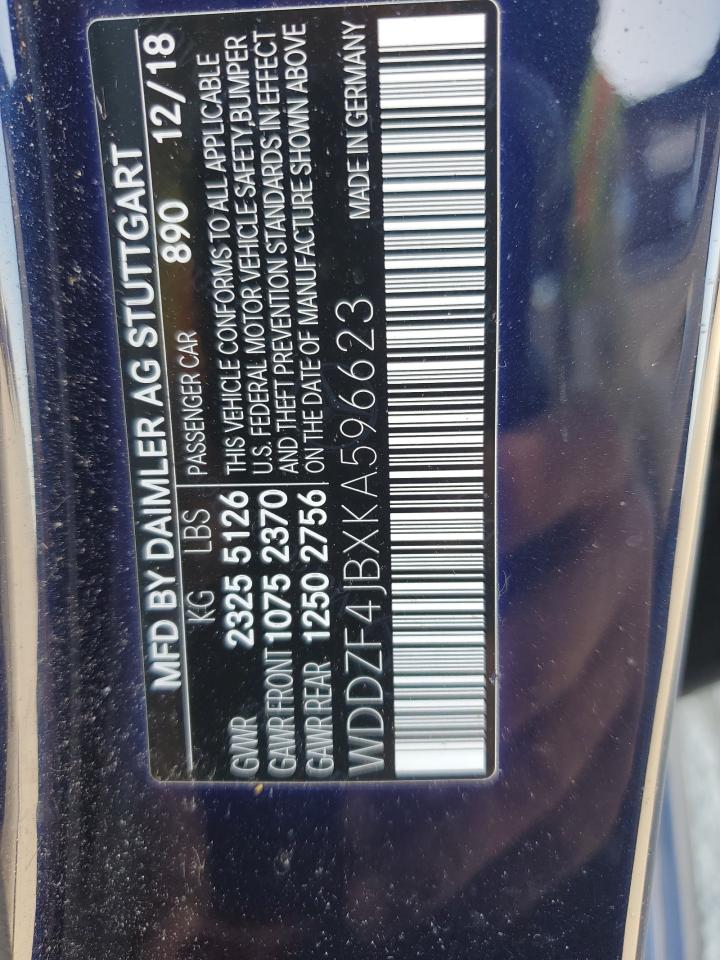 MFD BY DAIMLER AG STUTTGART
KG LBS PASSENGER CAR 890 12/18
GVWR 2325 5126 THIS VEHICLE CONFORMS TO ALL APPLICABLE
GAWR FRONT 1075 2370 U.S. FEDERAL MOTOR VEHICLE SAFETY, BUMPER
GAWR REAR 1250 2756 AND THEFT PREVENTION STANDARDS IN EFFECT
ON THE DATE OF MANUFACTURE SHOWN ABOVE
WDDZF4JBXKA596623 MADE IN GERMANY